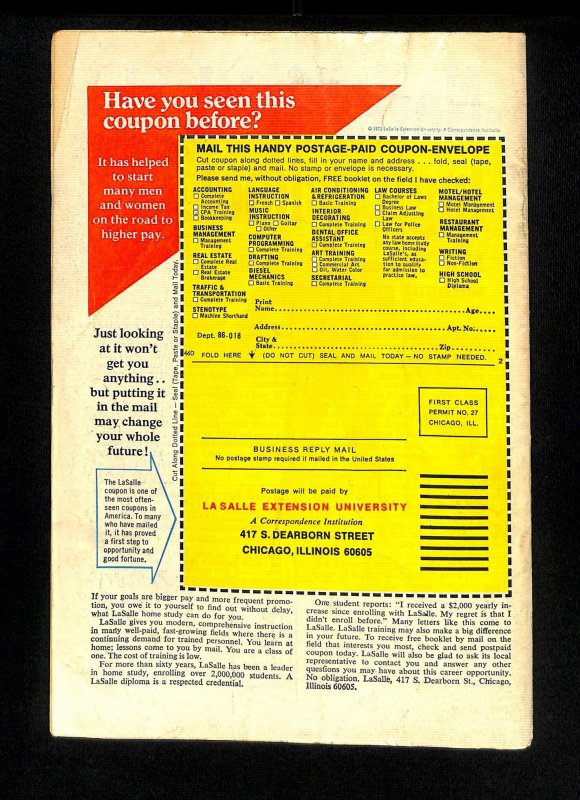 Have you seen this
coupon before?
© 1972 LaSalle Extension University, A Correspondence Institution
It has helped
to start
many men
and women
on the road to
higher pay.
Just looking
at it won't
get you
anything..
but putting it
in the mail
may change
your whole
future!
The LaSalle
coupon is one of
the most often-
seen coupons in
America. To many
who have mailed
it, it has proved
a first step to
opportunity and
good fortune.
Cut Along Dotted Line — Seal (Tape, Paste or Staple) and Mail Today.
MAIL THIS HANDY POSTAGE-PAID COUPON-ENVELOPE
Cut coupon along dotted lines, fill in your name and address . . . fold, seal (tape,
paste or staple) and mail. No stamp or envelope is necessary.
Please send me, without obligation, FREE booklet on the field I have checked:
ACCOUNTING
Complete
Accounting
Income Tax
CPA Training
Bookkeeping
BUSINESS
MANAGEMENT
Management
Training
REAL ESTATE
Complete Real
Estate
Real Estate
Brokerage
TRAFFIC &
TRANSPORTATION
Complete Training
STENOTYPE
Machine Shorthand
LANGUAGE
INSTRUCTION
French Spanish
MUSIC
INSTRUCTION
Piano Guitar
Other
COMPUTER
PROGRAMMING
Complete Training
DRAFTING
Complete Training
DIESEL
MECHANICS
Basic Training
AIR CONDITIONING
& REFRIGERATION
Basic Training
INTERIOR
DECORATING
Complete Training
DENTAL OFFICE
ASSISTANT
Complete Training
ART TRAINING
Complete Training
Commercial Art
Oil, Water Color
SECRETARIAL
Complete Training
LAW COURSES
Bachelor of Laws
Degree
Business Law
Claim Adjusting
Law
Law for Police
Officers
No state accepts
any law home study
course, including
LaSalle's, as
sufficient educa-
tion to qualify
for admission to
practice law.
MOTEL/HOTEL
MANAGEMENT
Motel Management
Hotel Management
RESTAURANT
MANAGEMENT
Management
Training
WRITING
Fiction
Non-Fiction
HIGH SCHOOL
High School
Diploma
Print
Name Age
Address Apt. No.
Dept. 86-018
City &
State Zip
46D FOLD HERE (DO NOT CUT) SEAL AND MAIL TODAY – NO STAMP NEEDED. 2
FIRST CLASS
PERMIT NO. 27
CHICAGO, ILL.
BUSINESS REPLY MAIL
No postage stamp required if mailed in the United States
Postage will be paid by
LA SALLE EXTENSION UNIVERSITY
A Correspondence Institution
417 S. DEARBORN STREET
CHICAGO, ILLINOIS 60605
If your goals are bigger pay and more frequent promo-
tion, you owe it to yourself to find out without delay,
what LaSalle home study can do for you.
LaSalle gives you modern, comprehensive instruction
in many well-paid, fast-growing fields where there is a
continuing demand for trained personnel. You learn at
home; lessons come to you by mail. You are a class of
one. The cost of training is low.
For more than sixty years, LaSalle has been a leader
in home study, enrolling over 2,000,000 students. A
LaSalle diploma is a respected credential.
One student reports: "I received a $2,000 yearly in-
crease since enrolling with LaSalle. My regret is that I
didn't enroll before." Many letters like this come to
LaSalle. LaSalle training may also make a big difference
in your future. To receive free booklet by mail on the
field that interests you most, check and send postpaid
coupon today. LaSalle will also be glad to ask its local
representative to contact you and answer any other
questions you may have about this career opportunity.
No obligation. LaSalle, 417 S. Dearborn St., Chicago,
Illinois 60605.